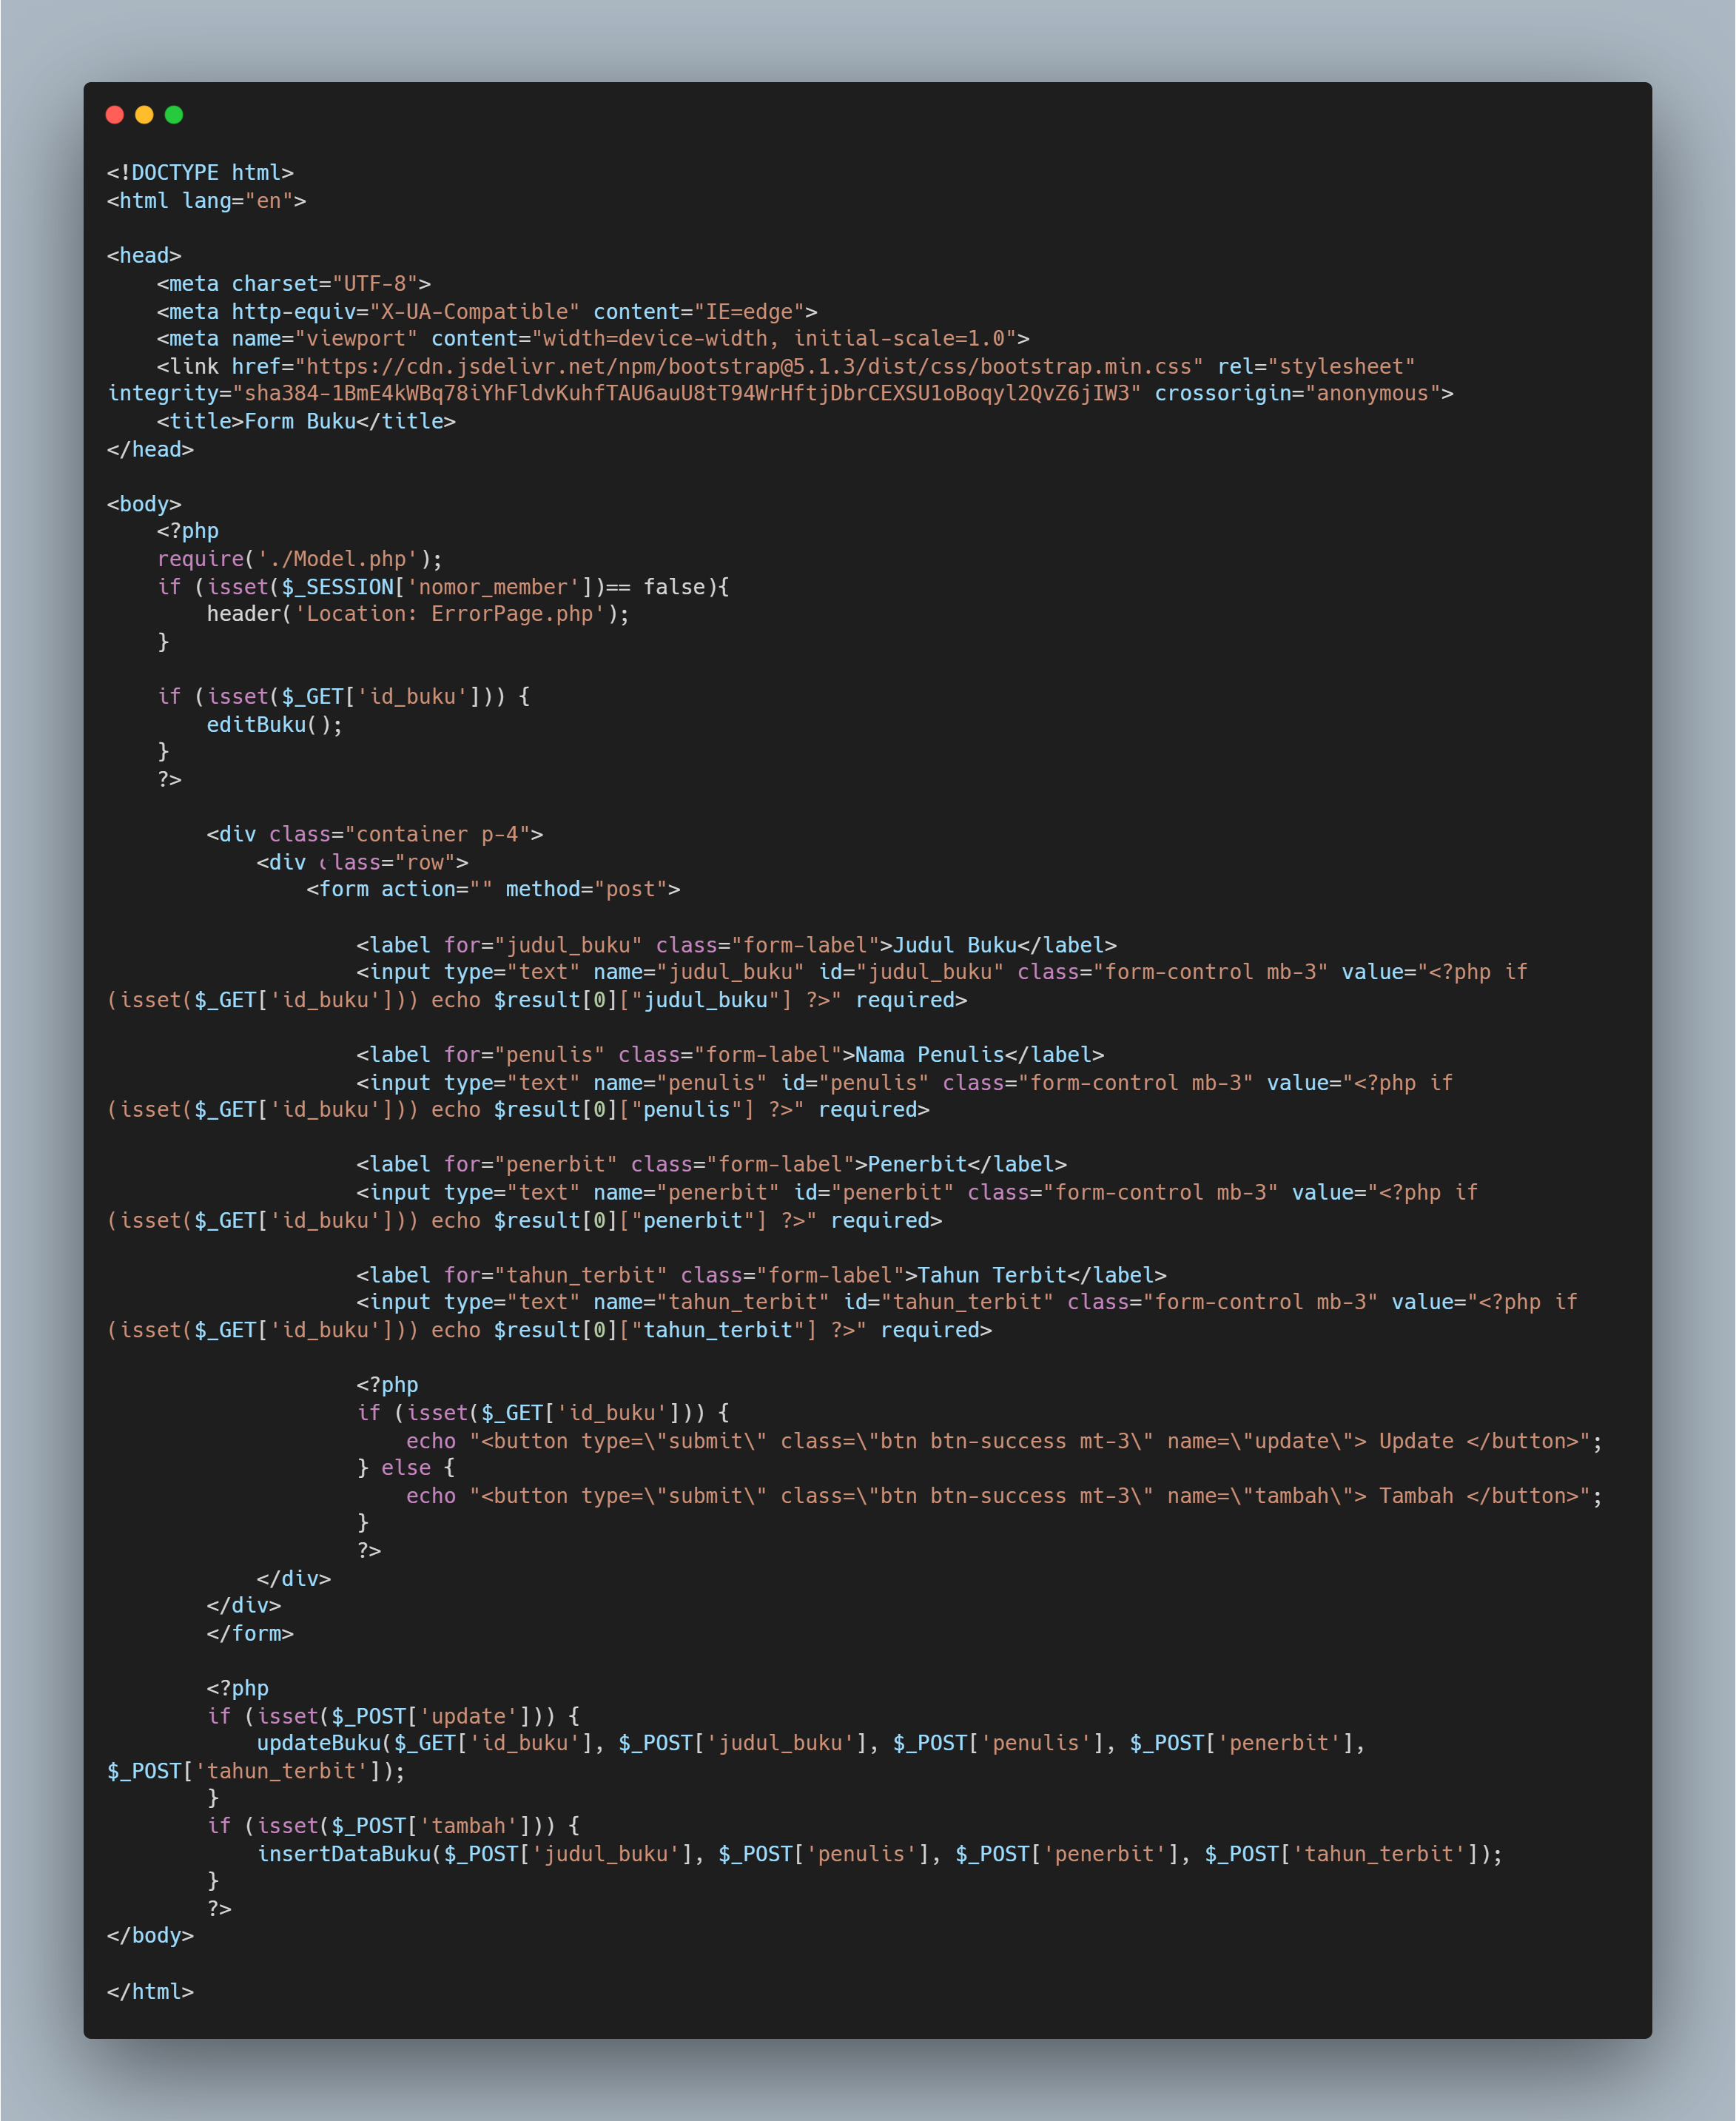 <!DOCTYPE html>
<html lang="en">
<head>
    <meta charset="UTF-8">
    <meta http-equiv="X-UA-Compatible" content="IE=edge">
    <meta name="viewport" content="width=device-width, initial-scale=1.0">
    <link href="https://cdn.jsdelivr.net/npm/bootstrap@5.1.3/dist/css/bootstrap.min.css" rel="stylesheet"
integrity="sha384-1BmE4kWBq78iYhFldvKuhfTAU6auU8tT94WrHftjDbrCEXSU1oBoqyl2QvZ6jIW3" crossorigin="anonymous">
    <title>Form Buku</title>
</head>
<body>
    <?php
    require('./Model.php');
    if (isset($_SESSION['nomor_member'])== false){
        header('Location: ErrorPage.php');
    }
    if (isset($_GET['id_buku'])) {
        editBuku();
    }
    ?>
        <div class="container p-4">
            <div class="row">
                <form action="" method="post">
                    <label for="judul_buku" class="form-label">Judul Buku</label>
                    <input type="text" name="judul_buku" id="judul_buku" class="form-control mb-3" value="<?php if
(isset($_GET['id_buku'])) echo $result[0]["judul_buku"] ?>" required>
                    <label for="penulis" class="form-label">Nama Penulis</label>
                    <input type="text" name="penulis" id="penulis" class="form-control mb-3" value="<?php if
(isset($_GET['id_buku'])) echo $result[0]["penulis"] ?>" required>
                    <label for="penerbit" class="form-label">Penerbit</label>
                    <input type="text" name="penerbit" id="penerbit" class="form-control mb-3" value="<?php if
(isset($_GET['id_buku'])) echo $result[0]["penerbit"] ?>" required>
                    <label for="tahun_terbit" class="form-label">Tahun Terbit</label>
                    <input type="text" name="tahun_terbit" id="tahun_terbit" class="form-control mb-3" value="<?php if
(isset($_GET['id_buku'])) echo $result[0]["tahun_terbit"] ?>" required>
                    <?php
                    if (isset($_GET['id_buku'])) {
                        echo "<button type=\"submit\" class=\"btn btn-success mt-3\" name=\"update\"> Update </button>";
                    } else {
                        echo "<button type=\"submit\" class=\"btn btn-success mt-3\" name=\"tambah\"> Tambah </button>";
                    }
                    ?>
            </div>
        </div>
        </form>
        <?php
        if (isset($_POST['update'])) {
            updateBuku($_GET['id_buku'], $_POST['judul_buku'], $_POST['penulis'], $_POST['penerbit'],
$_POST['tahun_terbit']);
        }
        if (isset($_POST['tambah'])) {
            insertDataBuku($_POST['judul_buku'], $_POST['penulis'], $_POST['penerbit'], $_POST['tahun_terbit']);
        }
        ?>
</body>
</html>